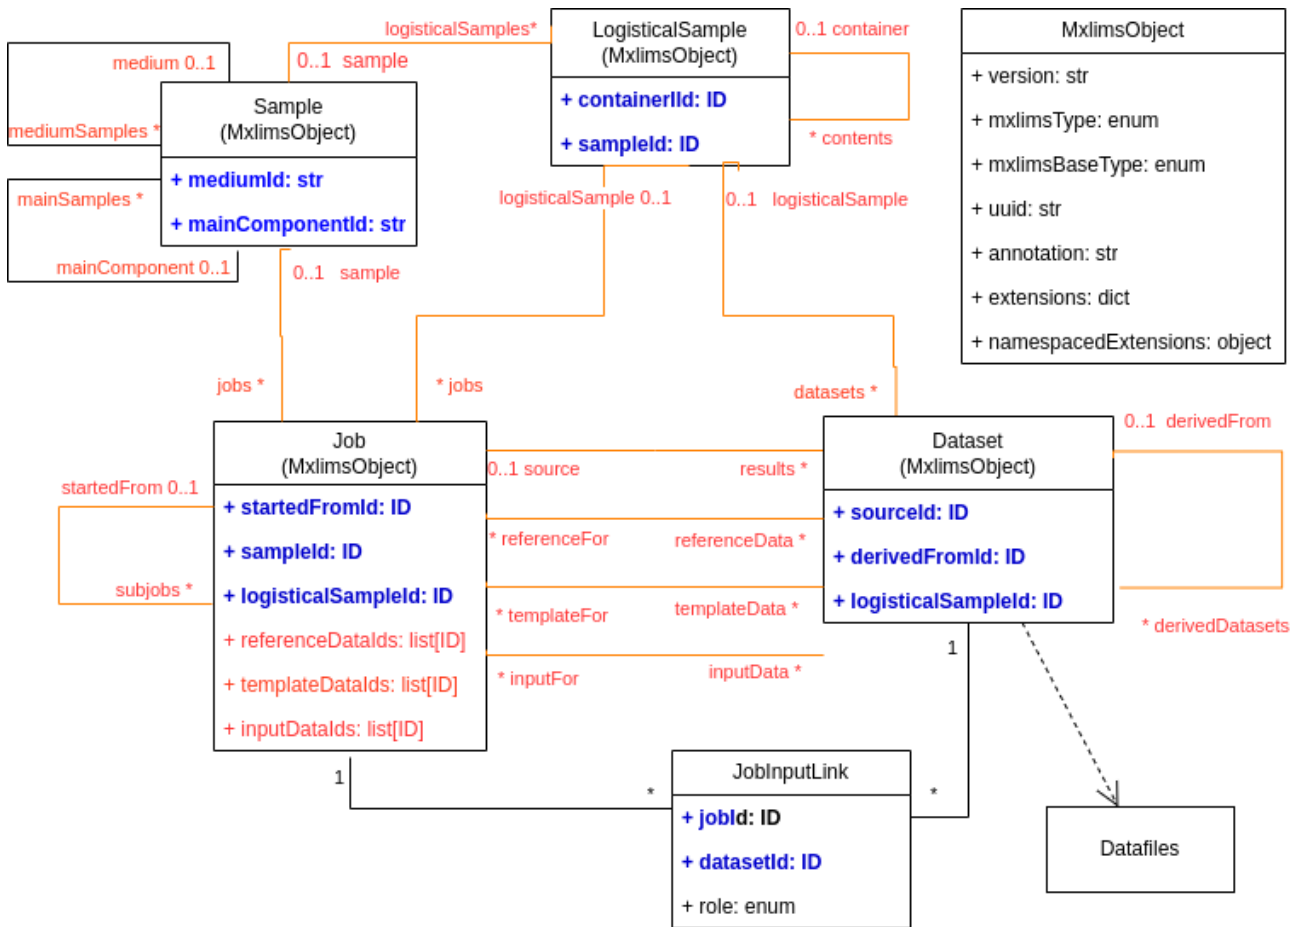 logisticalSamples*
LogisticalSample
(MxlimsObject)
0..1 container
MxlimsObject
medium 0..1
0..1 sample
+ version: str
Sample
(MxlimsObject)
+ containerIId: ID
+ mxlimsType: enum
mediumSamples *
+ sampleId: ID
* contents
+ mxlimsBaseType: enum
+ mediumId: str
mainSamples *
logisticalSample 0..1
0..1 logisticalSample
+ uuid: str
+ mainComponentId: str
+ annotation: str
mainComponent 0..1
0..1 sample
+ extensions: dict
+ namespacedExtensions: object
jobs *
* jobs
datasets *
0..1 derivedFrom
Job
(MxlimsObject)
Dataset
(MxlimsObject)
0..1 source
results *
startedFrom 0..1
+ startedFromId: ID
+ sourceId: ID
* referenceFor
referenceData *
+ sampleId: ID
+ derivedFromId: ID
subjobs *
+ logisticalSampleId: ID
* templateFor
templateData *
+ logisticalSampleId: ID
* derivedDatasets
+ referenceDataIds: list[ID]
1
* inputFor
inputData *
+ templateDataIds: list[ID]
+ inputDataIds: list[ID]
1
*
JobInputLink
*
+ jobId: ID
+ datasetId: ID
+ role: enum
Datafiles